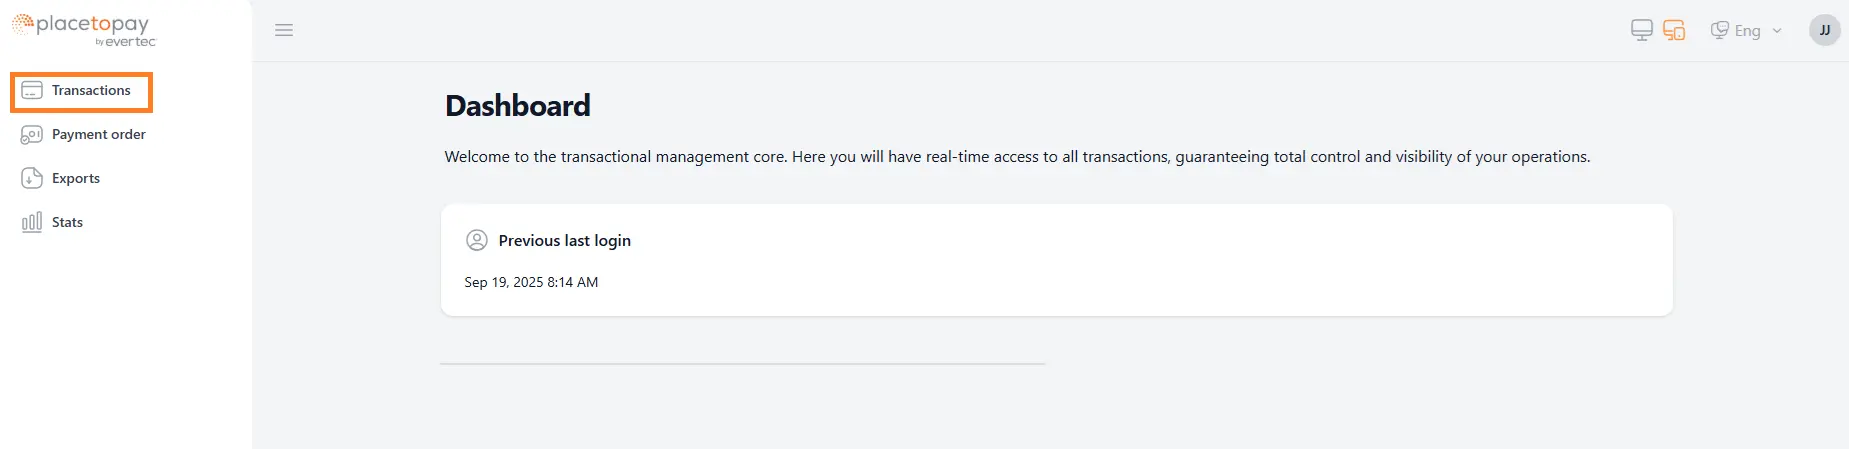 placetopay
by evertec
Eng
JJ
Transactions
Payment order
Exports
Stats
Dashboard
Welcome to the transactional management core. Here you will have real-time access to all transactions, guaranteeing total control and visibility of your operations.
Previous last login
Sep 19, 2025 8:14 AM